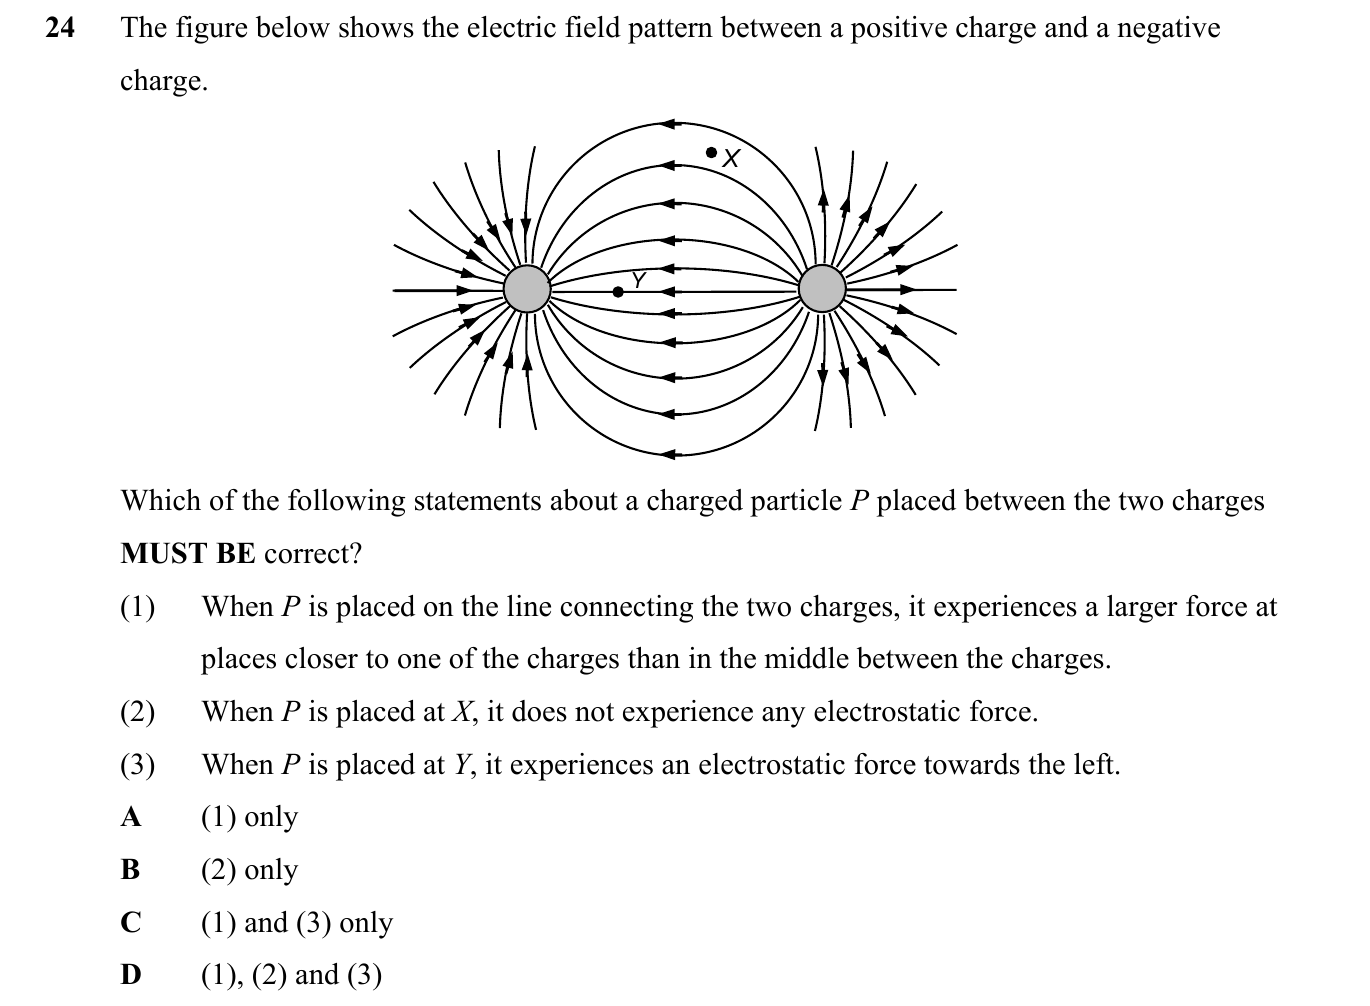 24 The figure below shows the electric field pattern between a positive charge and a negative
charge.
X
Y
Which of the following statements about a charged particle P placed between the two charges
MUST BE correct?
(1) When P is placed on the line connecting the two charges, it experiences a larger force at
places closer to one of the charges than in the middle between the charges.
(2) When P is placed at X, it does not experience any electrostatic force.
(3) When P is placed at Y, it experiences an electrostatic force towards the left.
A (1) only
B (2) only
C (1) and (3) only
D (1), (2) and (3)